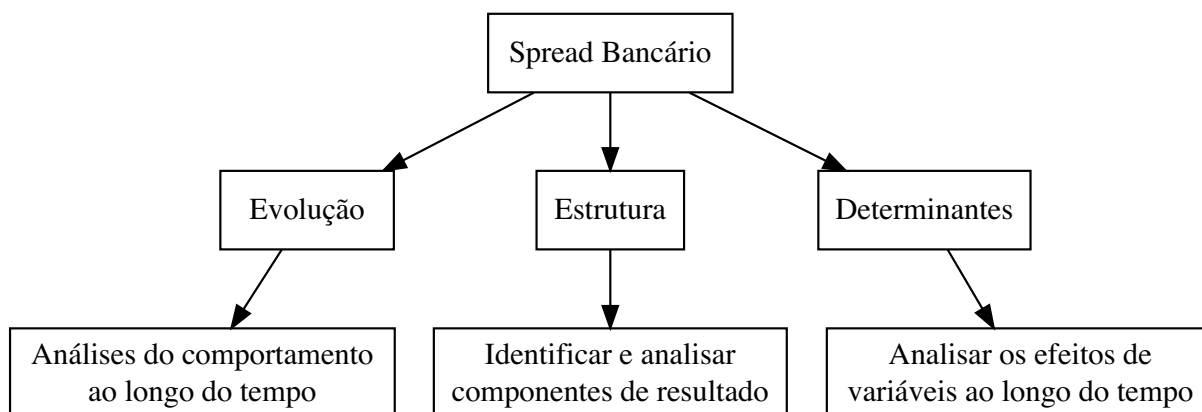 Spread Bancário
Evolução
Estrutura
Determinantes
Análises do comportamento
ao longo do tempo
Identificar e analisar
componentes de resultado
Analisar os efeitos de
variáveis ao longo do tempo